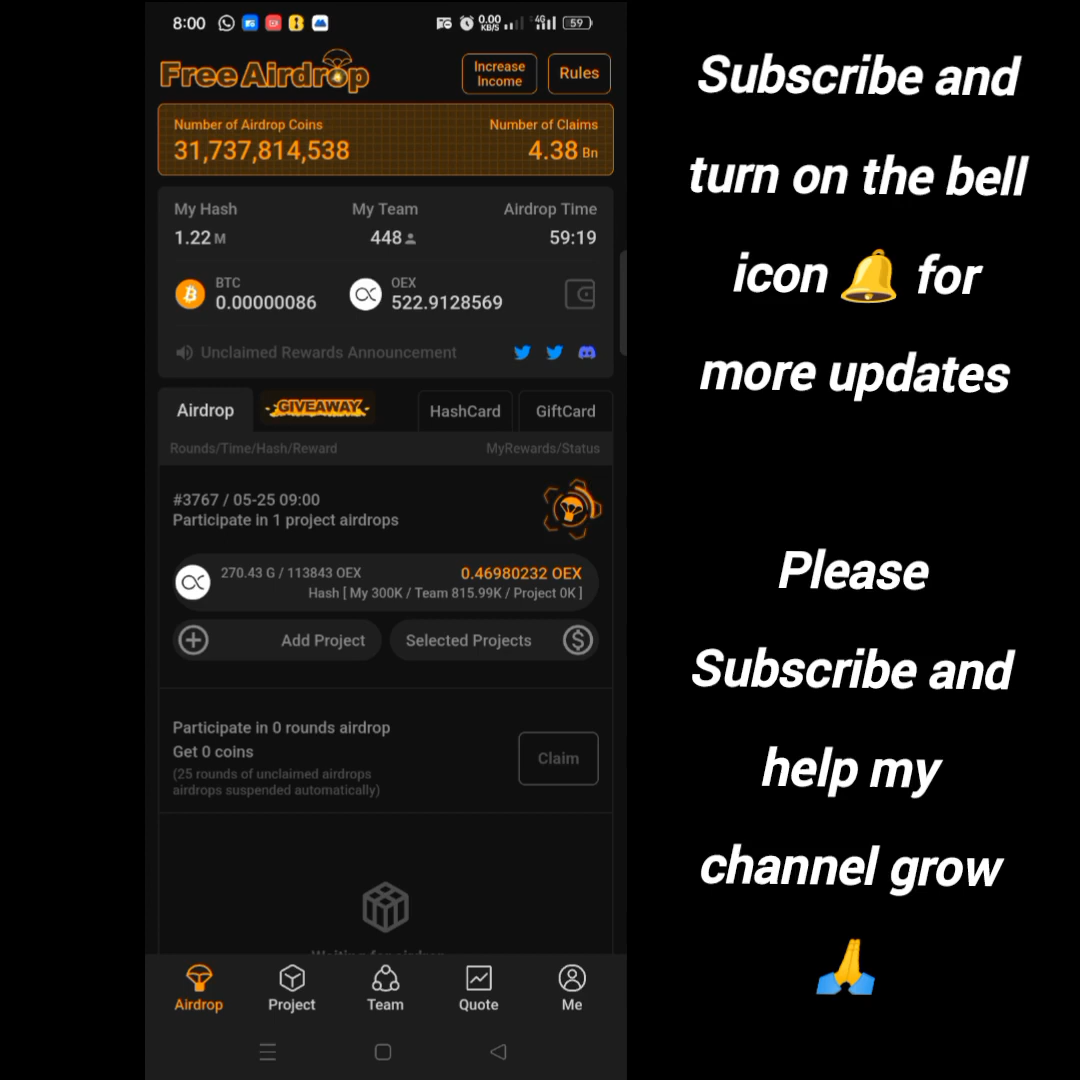 8:00
0.00
KB/S
4G
59
Free Airdrop
Increase
Income
Rules
Number of Airdrop Coins
Number of Claims
31,737,814,538
4.38 Bn
My Hash
My Team
Airdrop Time
1.22 M
448
59:19
BTC
0.00000086
OEX
522.9128569
Unclaimed Rewards Announcement
Airdrop
GIVEAWAY
HashCard
GiftCard
Rounds/Time/Hash/Reward
MyRewards/Status
#3767 / 05-25 09:00
Participate in 1 project airdrops
270.43 G / 113843 OEX
0.46980232 OEX
Hash [ My 300K / Team 815.99K / Project 0K ]
Add Project
Selected Projects
Participate in 0 rounds airdrop
Get 0 coins
(25 rounds of unclaimed airdrops
airdrops suspended automatically)
Claim
Waiting for airdrop
Airdrop
Project
Team
Quote
Me
Subscribe and
turn on the bell
icon 🔔 for
more updates
Please
Subscribe and
help my
channel grow
🙏